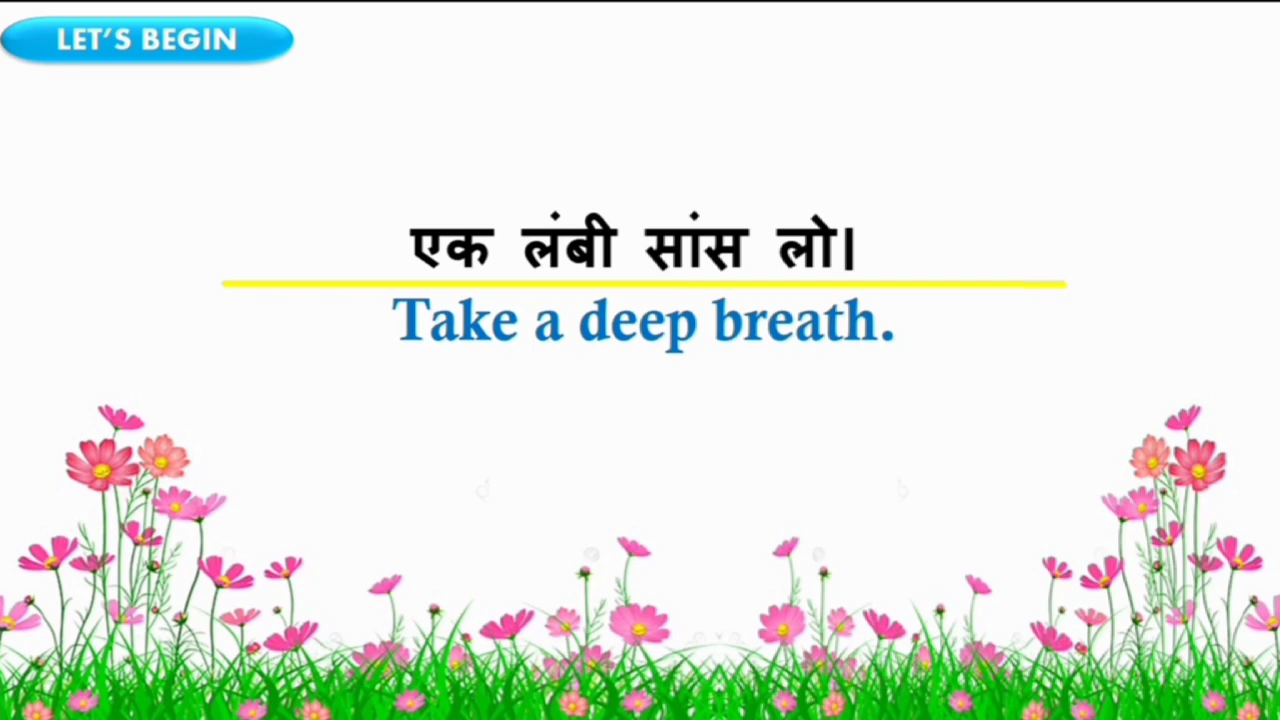 LET'S BEGIN
एक लंबी सांस लो।
Take a deep breath.